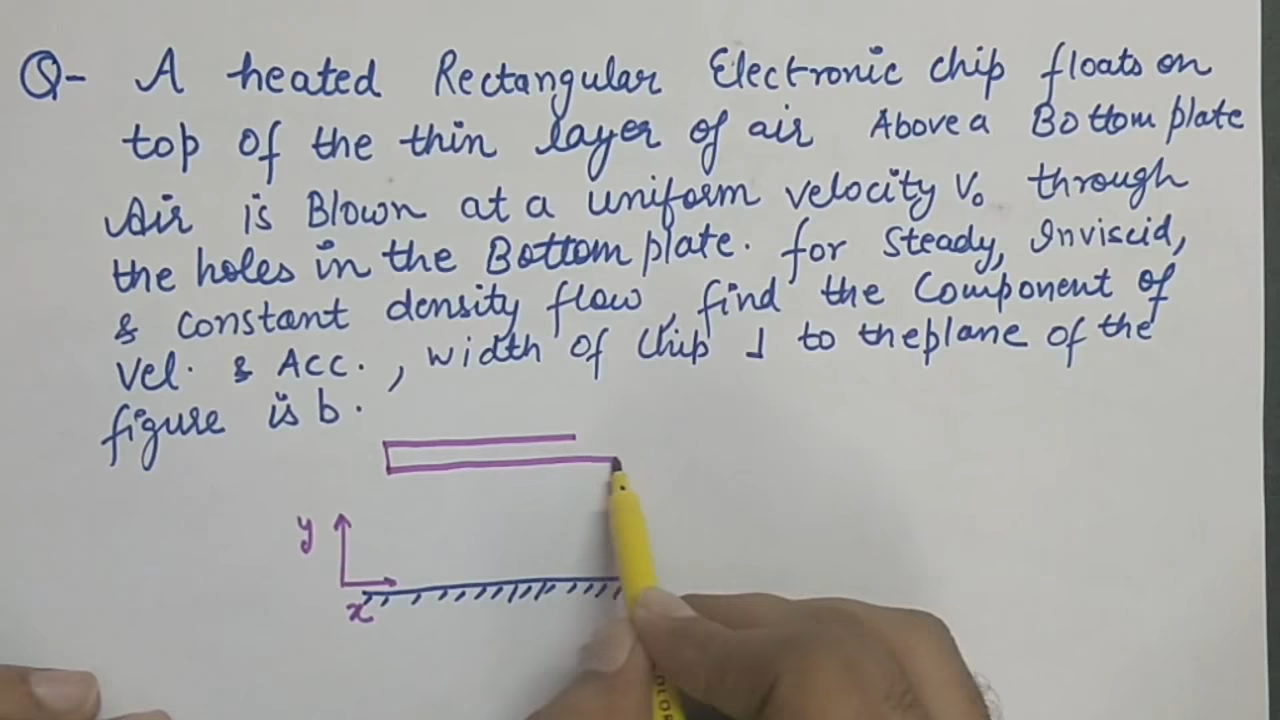 Q- A heated Rectangular Electronic chip floats on
top of the thin layer of air Above a Bottom plate
Air is Blown at a uniform velocity V₀ through
the holes in the Bottom plate. for Steady, Inviscid,
& constant density flow, find the Component of
Vel. & Acc., width of Chip ⊥ to the plane of the
figure is b.
y
x
COLOR